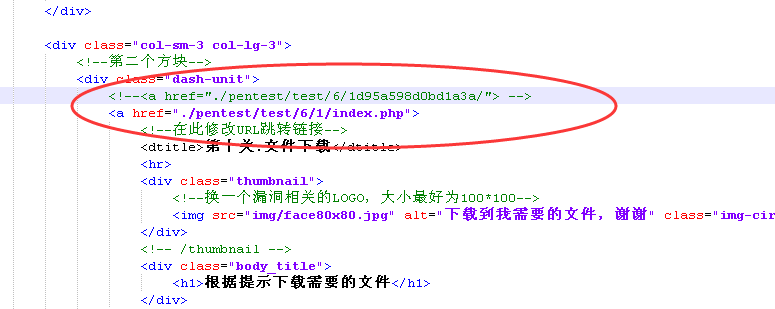 </div>
<div class="col-sm-3 col-lg-3">
<!--第二个方块-->
<div class="dash-unit">
<!--<a href="./pentest/test/6/1d95a598d0bd1a3a/"> -->
<a href="./pentest/test/6/1/index.php">
<!--在此修改URL跳转链接-->
<dtitle>第十关:文件下载</dtitle>
<hr>
<div class="thumbnail">
<!--换一个漏洞相关的LOGO，大小最好为100*100-->
<img src="img/face80x80.jpg" alt="下载到我需要的文件，谢谢" class="img-cir
</div>
<!-- /thumbnail -->
<div class="body_title">
<h1>根据提示下载需要的文件</h1>
</div>